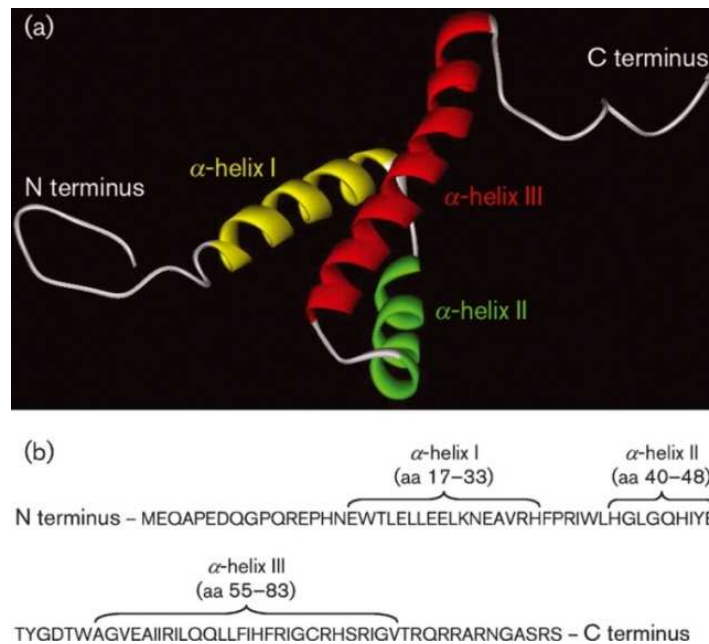 (a)
C terminus
N terminus
α-helix I
α-helix III
α-helix II
(b)
α-helix I
(aa 17–33)
α-helix II
(aa 40–48)
N terminus – MEQAPEDQGPQREPHNEWTLELLEELKNEAVRHFPRIWLHGLGQHIYE
α-helix III
(aa 55–83)
TYGDTWAGVEAIIRILQQLLFIHFRIGCRHSRIGVTRQRRARNGASRS – C terminus